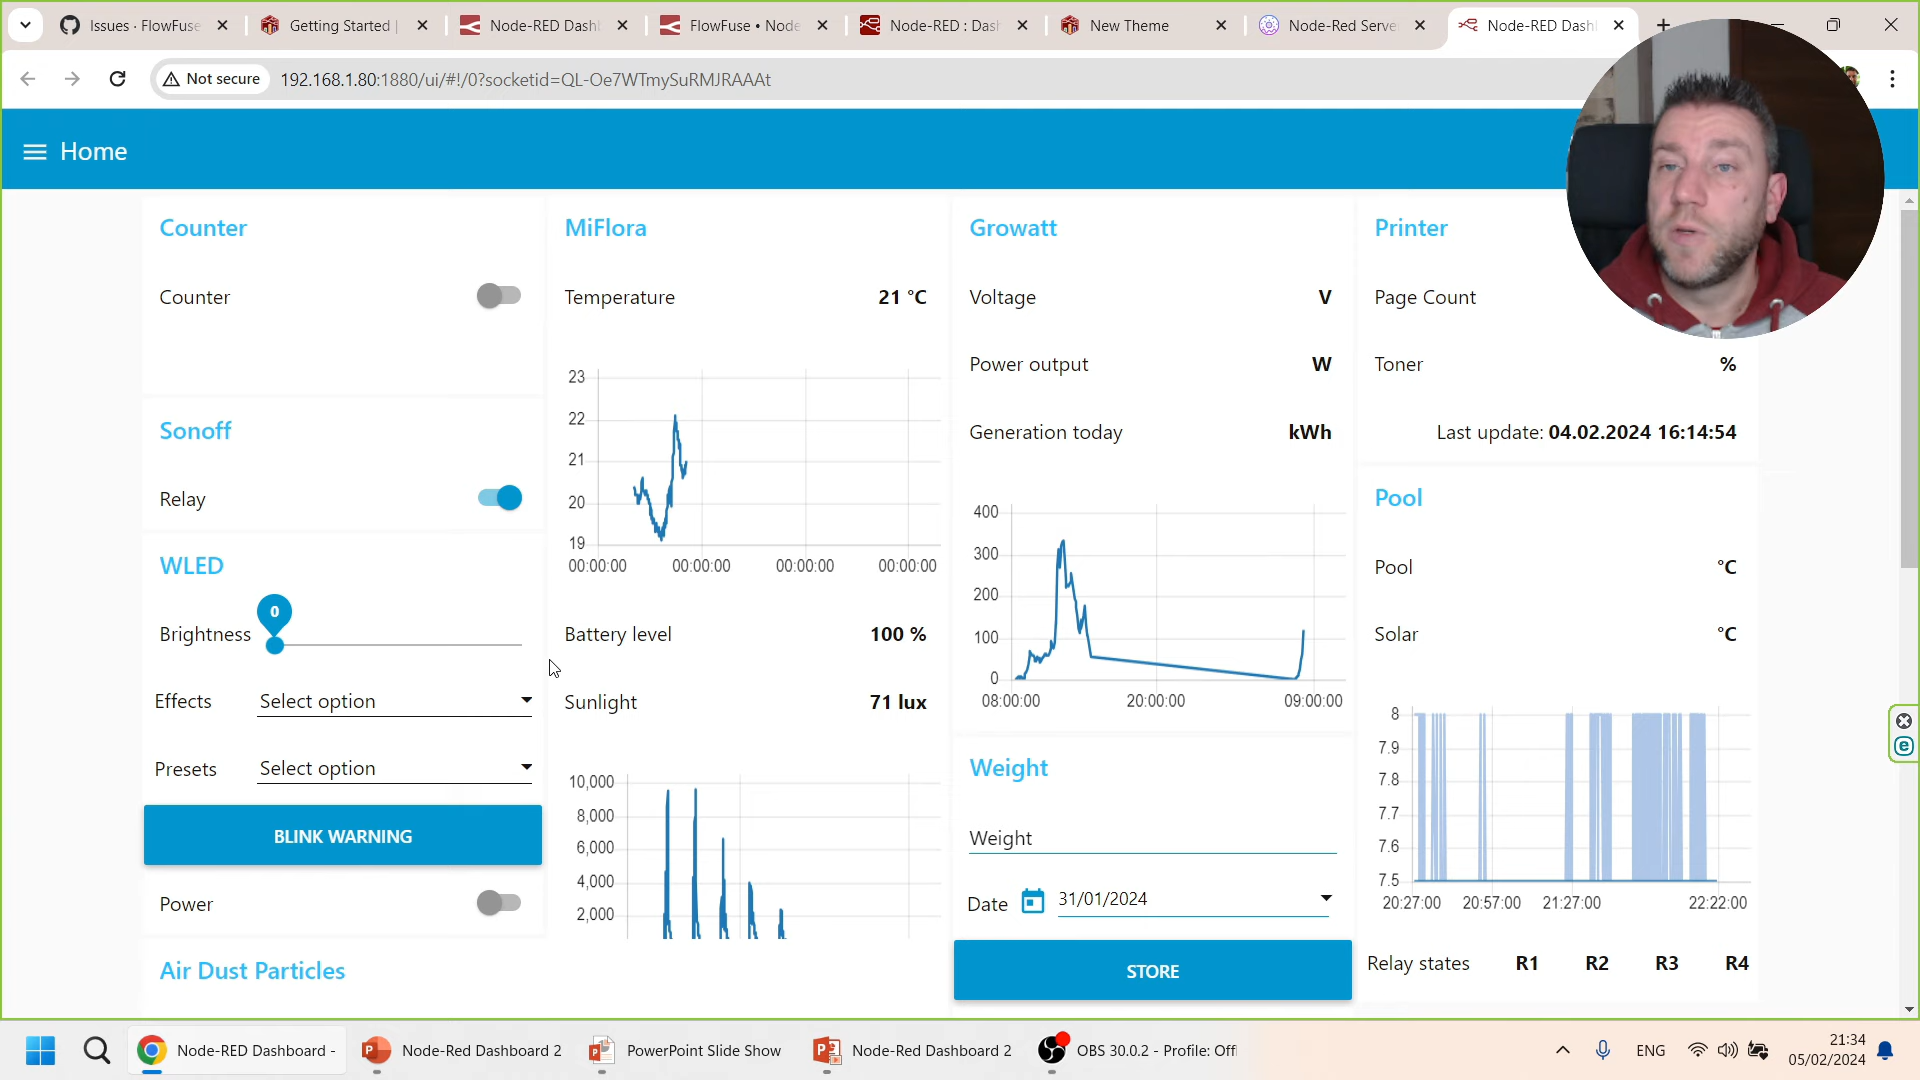 Issues · FlowFuse
Getting Started |
Node-RED Dashb
FlowFuse • Node
Node-RED : Das
New Theme
Node-Red Serve
Node-RED Dash
Not secure
192.168.1.80:1880/ui/#!/0?socketid=QL-Oe7WTmySuRMJRAAAt
Home
Counter
Counter
Sonoff
Relay
WLED
0
Brightness
Effects
Select option
Presets
Select option
BLINK WARNING
Power
Air Dust Particles
MiFlora
Temperature
21 °C
23
22
21
20
19
00:00:00 00:00:00 00:00:00 00:00:00
Battery level
100 %
Sunlight
71 lux
10,000
8,000
6,000
4,000
2,000
Growatt
Voltage
V
Power output
W
Generation today
kWh
400
300
200
100
0
08:00:00 20:00:00 09:00:00
Weight
Weight
Date
31/01/2024
STORE
Printer
Page Count
Toner
%
Last update: 04.02.2024 16:14:54
Pool
Pool
°C
Solar
°C
8
7.9
7.8
7.7
7.6
7.5
20:27:00 20:57:00 21:27:00 22:22:00
Relay states R1 R2 R3 R4
Node-RED Dashboard -
Node-Red Dashboard 2
PowerPoint Slide Show
Node-Red Dashboard 2
OBS 30.0.2 - Profile: Off
ENG
21:34
05/02/2024